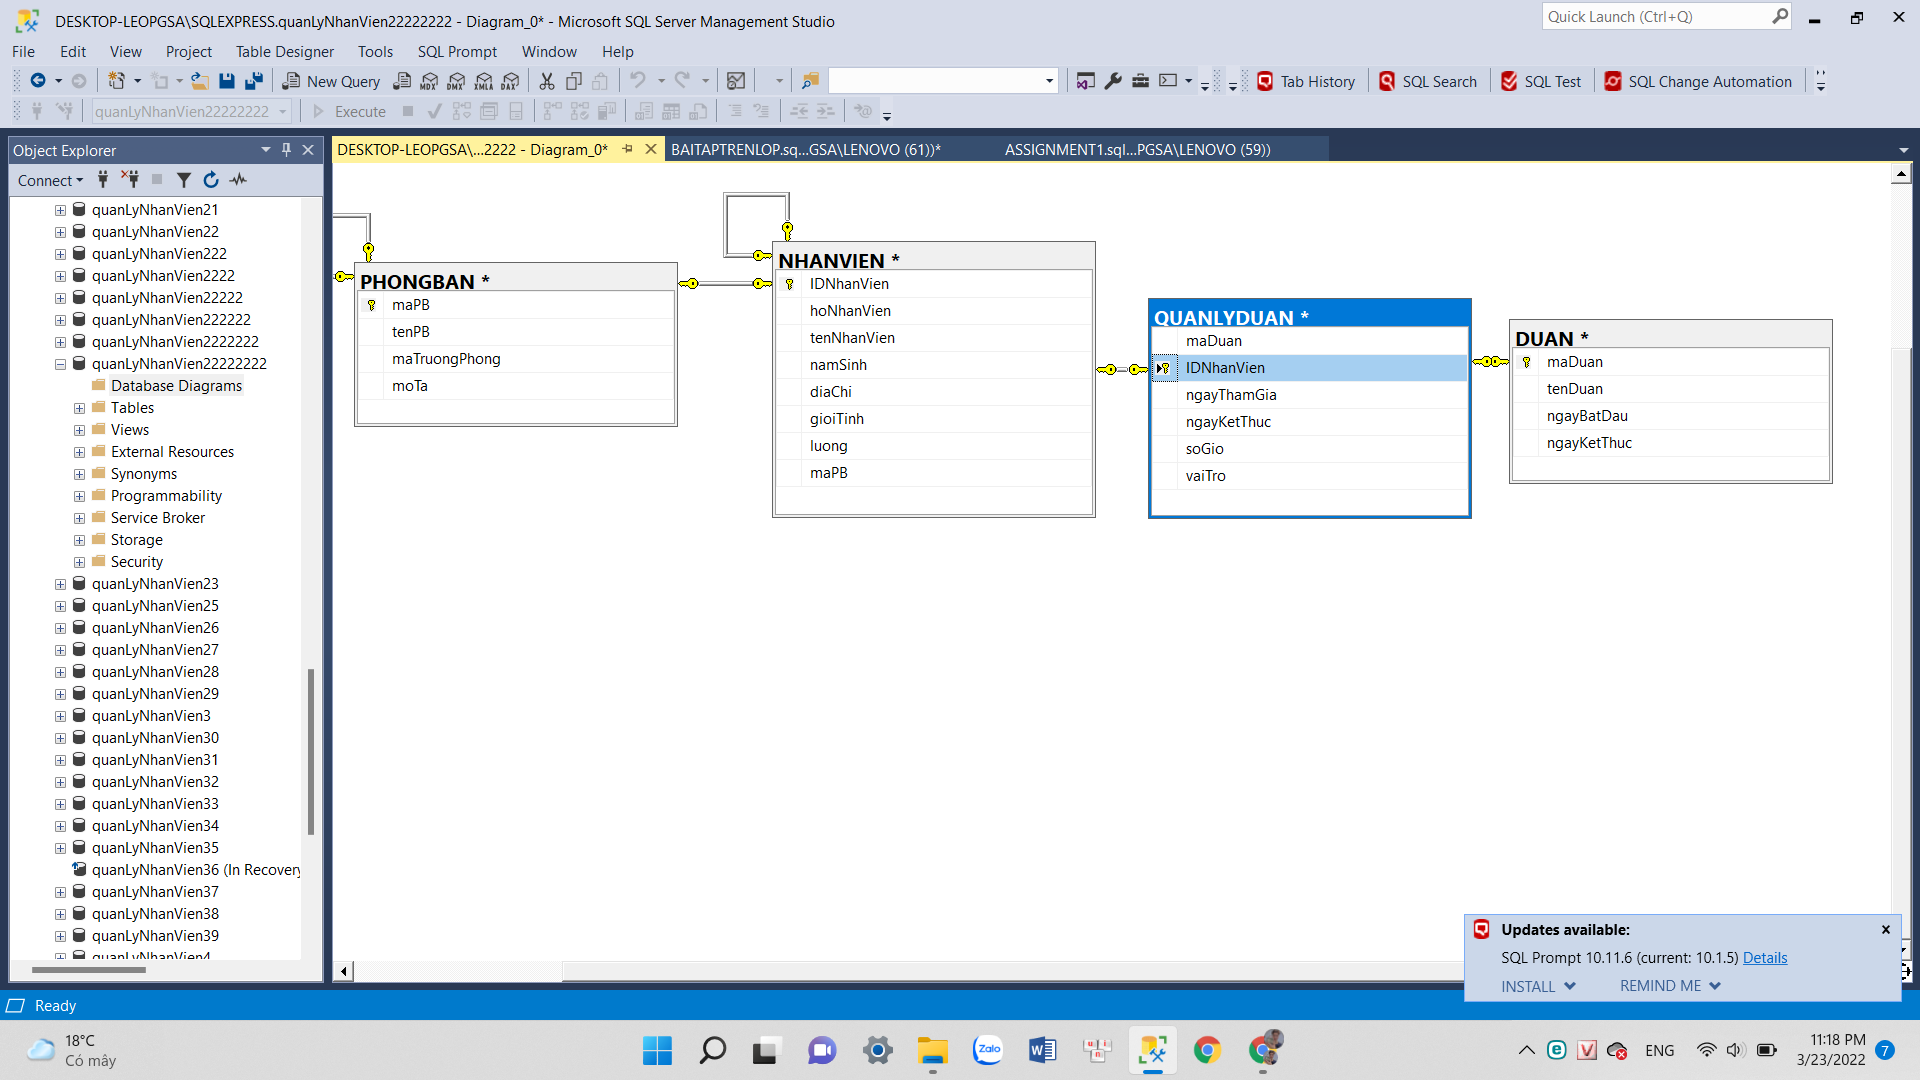 DESKTOP-LEOPGSA\SQLEXPRESS.quanLyNhanVien22222222 - Diagram_0* - Microsoft SQL Server Management Studio
Quick Launch (Ctrl+Q)
File Edit View Project Table Designer Tools SQL Prompt Window Help
New Query
MDX DMX XMLA DAX
Tab History SQL Search SQL Test SQL Change Automation
quanLyNhanVien22222222 Execute
Object Explorer
DESKTOP-LEOPGSA\...2222 - Diagram_0*
BAITAPTRENLOP.sq...GSA\LENOVO (61))*
ASSIGNMENT1.sql...PGSA\LENOVO (59))
Connect
quanLyNhanVien21
quanLyNhanVien22
quanLyNhanVien222
quanLyNhanVien2222
quanLyNhanVien22222
quanLyNhanVien222222
quanLyNhanVien2222222
quanLyNhanVien22222222
Database Diagrams
Tables
Views
External Resources
Synonyms
Programmability
Service Broker
Storage
Security
quanLyNhanVien23
quanLyNhanVien25
quanLyNhanVien26
quanLyNhanVien27
quanLyNhanVien28
quanLyNhanVien29
quanLyNhanVien3
quanLyNhanVien30
quanLyNhanVien31
quanLyNhanVien32
quanLyNhanVien33
quanLyNhanVien34
quanLyNhanVien35
quanLyNhanVien36 (In Recovery
quanLyNhanVien37
quanLyNhanVien38
quanLyNhanVien39
quanLyNhanVien4
PHONGBAN *
maPB
tenPB
maTruongPhong
moTa
NHANVIEN *
IDNhanVien
hoNhanVien
tenNhanVien
namSinh
diaChi
gioiTinh
luong
maPB
QUANLYDUAN *
maDuan
IDNhanVien
ngayThamGia
ngayKetThuc
soGio
vaiTro
DUAN *
maDuan
tenDuan
ngayBatDau
ngayKetThuc
Updates available:
SQL Prompt 10.11.6 (current: 10.1.5) Details
INSTALL REMIND ME
Ready
18°C
Có mây
Zalo
ENG
11:18 PM
3/23/2022
7